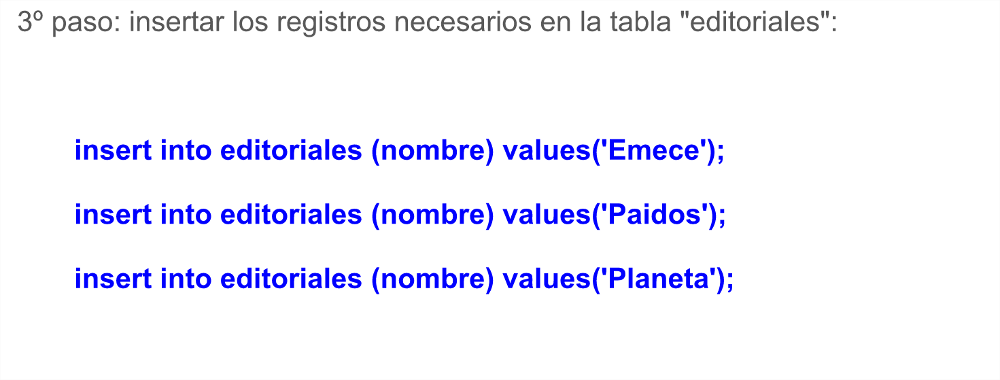 3º paso: insertar los registros necesarios en la tabla "editoriales":
insert into editoriales (nombre) values('Emece');
insert into editoriales (nombre) values('Paidos');
insert into editoriales (nombre) values('Planeta');